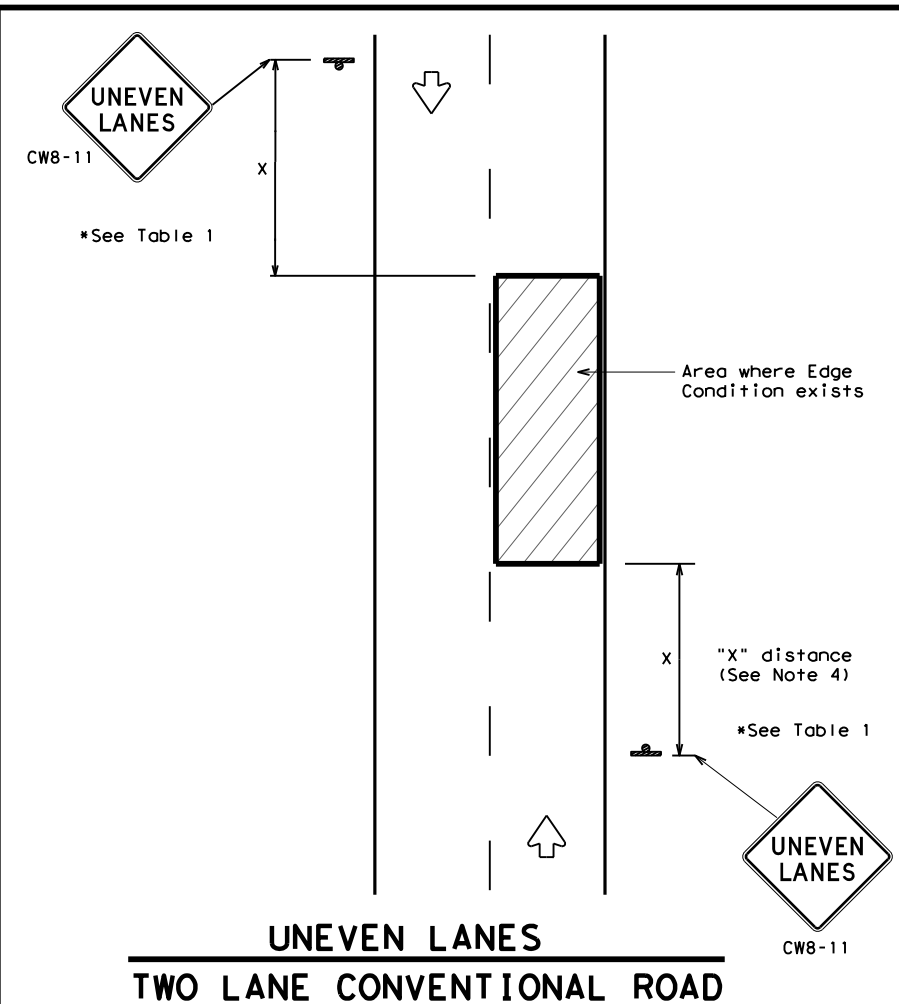 UNEVEN
LANES
CW8-11
X
*See Table 1
Area where Edge
Condition exists
X
"X" distance
(See Note 4)
*See Table 1
UNEVEN
LANES
CW8-11
UNEVEN LANES
TWO LANE CONVENTIONAL ROAD